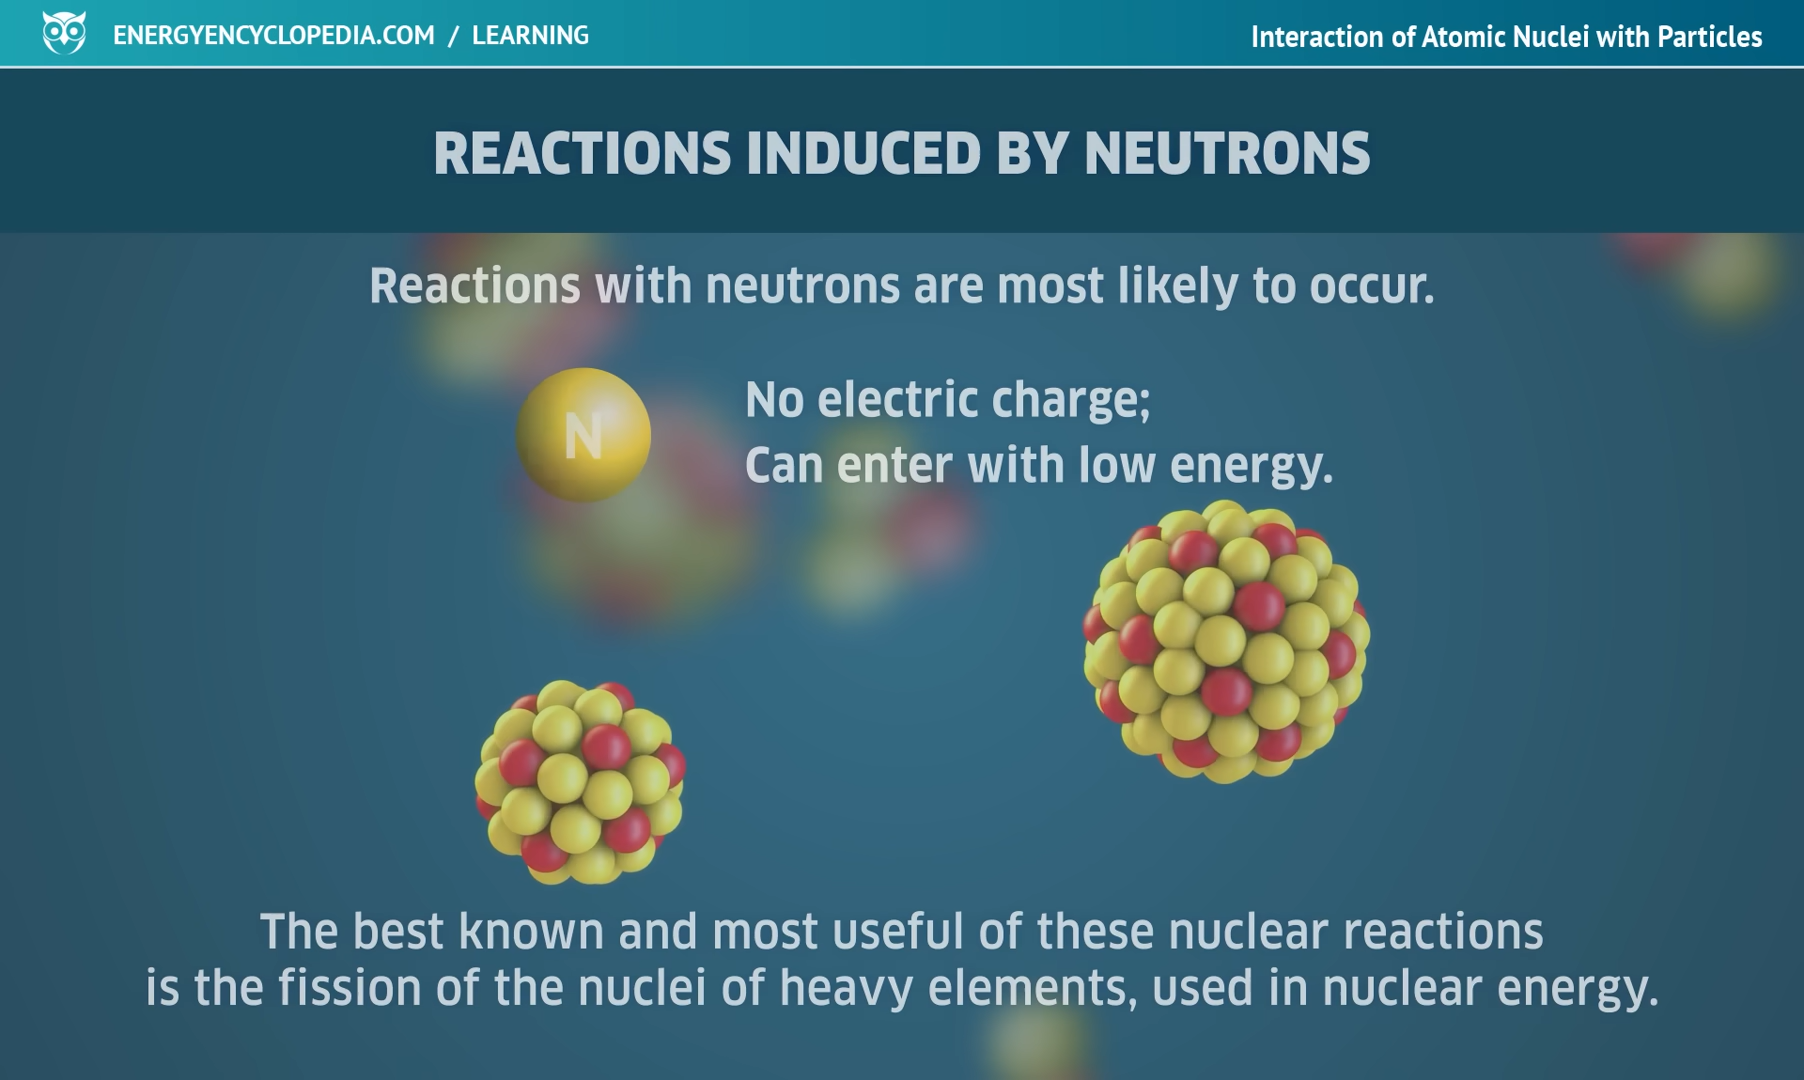 ENERGYENCYCLOPEDIA.COM / LEARNING
Interaction of Atomic Nuclei with Particles
REACTIONS INDUCED BY NEUTRONS
Reactions with neutrons are most likely to occur.
N
No electric charge;
Can enter with low energy.
The best known and most useful of these nuclear reactions
is the fission of the nuclei of heavy elements, used in nuclear energy.